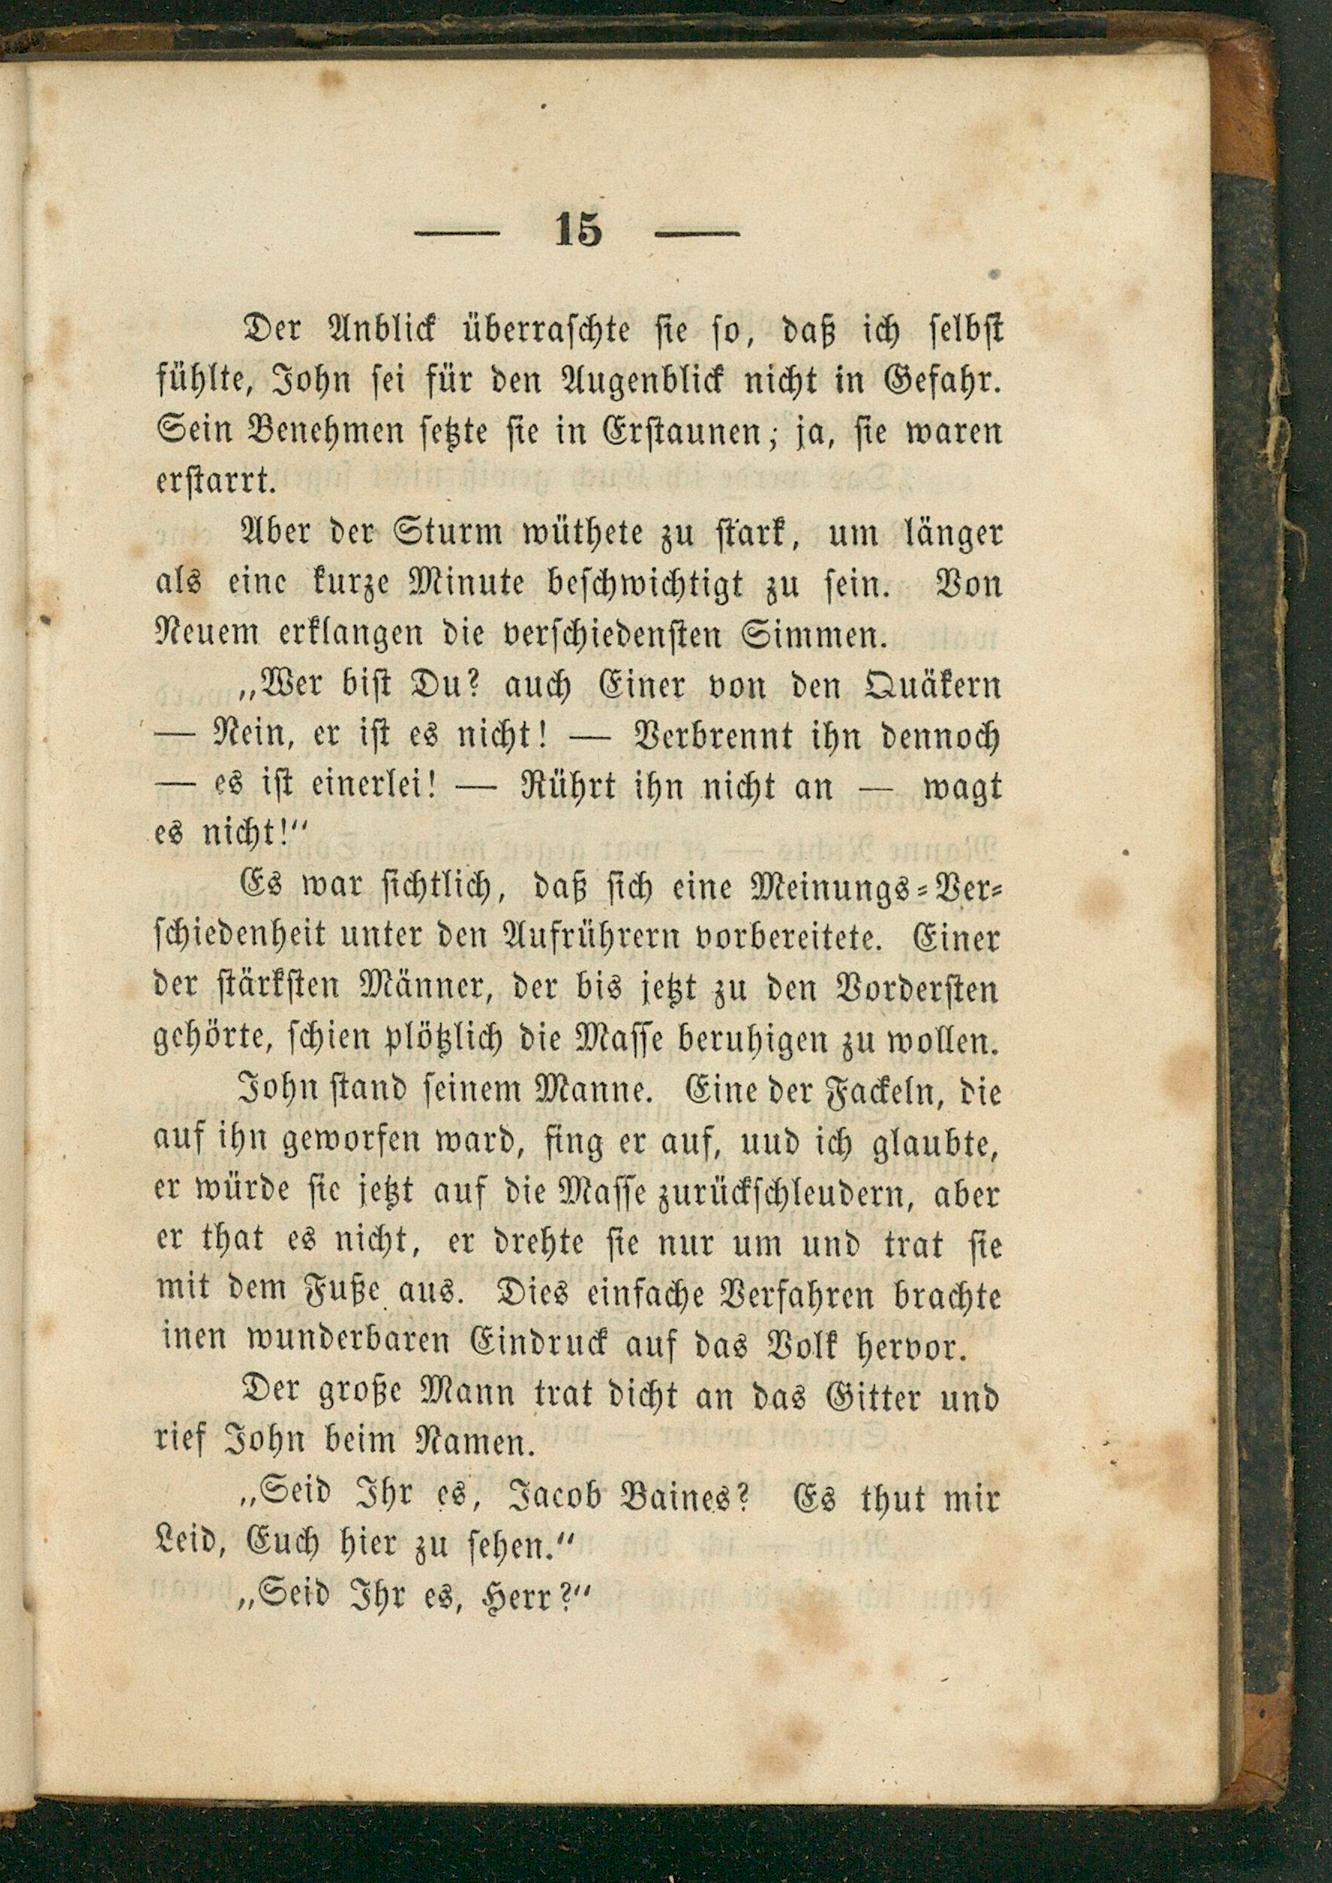 — 15 —
Der Anblick überraschte sie so, daß ich selbst
fühlte, John sei für den Augenblick nicht in Gefahr.
Sein Benehmen setzte sie in Erstaunen; ja, sie waren
erstarrt.
Aber der Sturm wüthete zu stark, um länger
als eine kurze Minute beschwichtigt zu sein. Von
Neuem erklangen die verschiedensten Simmen.
„Wer bist Du? auch Einer von den Quäkern
— Nein, er ist es nicht! — Verbrennt ihn dennoch
— es ist einerlei! — Rührt ihn nicht an — wagt
es nicht!“
Es war sichtlich, daß sich eine Meinungs-Ver-
schiedenheit unter den Aufrührern vorbereitete. Einer
der stärksten Männer, der bis jetzt zu den Vordersten
gehörte, schien plötzlich die Masse beruhigen zu wollen.
John stand seinem Manne. Eine der Fackeln, die
auf ihn geworfen ward, fing er auf, uud ich glaubte,
er würde sie jetzt auf die Masse zurückschleudern, aber
er that es nicht, er drehte sie nur um und trat sie
mit dem Fuße aus. Dies einfache Verfahren brachte
inen wunderbaren Eindruck auf das Volk hervor.
Der große Mann trat dicht an das Gitter und
rief John beim Namen.
„Seid Ihr es, Jacob Baines? Es thut mir
Leid, Euch hier zu sehen.“
„Seid Ihr es, Herr?“